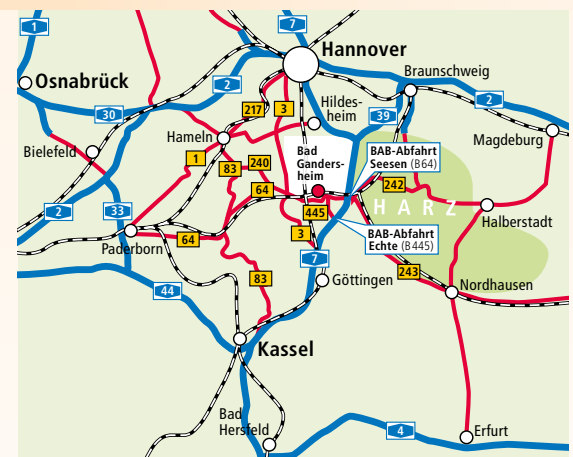 1
7
Hannover
Osnabrück
2
Braunschweig
30
217
3
Hildes-
heim
39
2
Hameln
Magdeburg
Bielefeld
1
83
240
Bad
Ganders-
heim
BAB-Abfahrt
Seesen (B64)
64
242
HARZ
2
33
445
Halberstadt
Paderborn
64
3
BAB-Abfahrt
Echte (B445)
7
243
83
Göttingen
Nordhausen
44
Kassel
Bad
Hersfeld
4
Erfurt